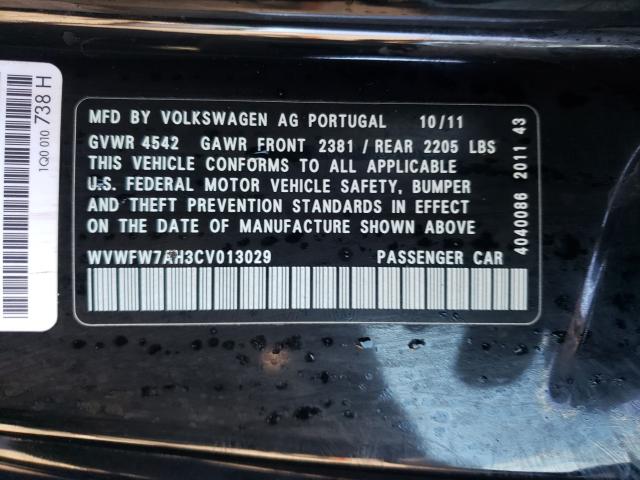 MFD BY VOLKSWAGEN AG PORTUGAL 10/11
GVWR 4542 GAWR FRONT 2381 / REAR 2205 LBS
THIS VEHICLE CONFORMS TO ALL APPLICABLE
U.S. FEDERAL MOTOR VEHICLE SAFETY, BUMPER
AND THEFT PREVENTION STANDARDS IN EFFECT
ON THE DATE OF MANUFACTURE SHOWN ABOVE
WVWFW7AH3CV013029 PASSENGER CAR
4040086 2011 43
1Q0 010 738 H